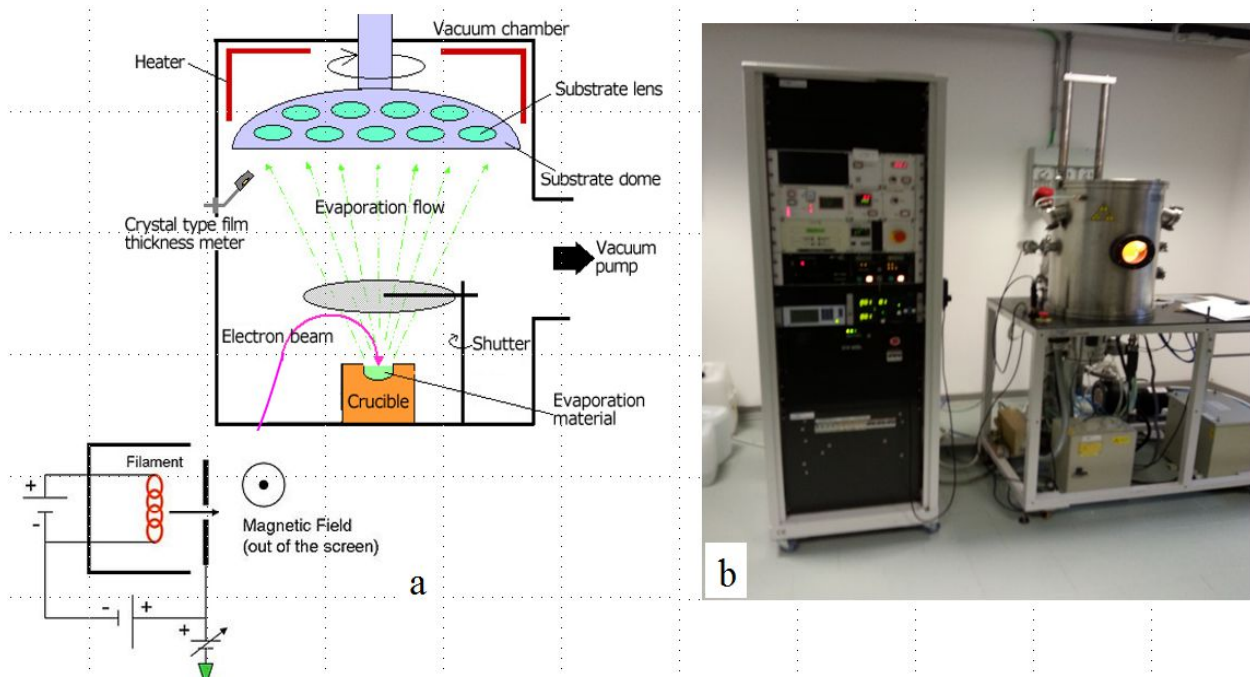 Vacuum chamber
Heater
Substrate lens
Substrate dome
Evaporation flow
Crystal type film
thickness meter
Vacuum
pump
Electron beam
Shutter
Crucible
Evaporation
material
Filament
+
-
Magnetic Field
(out of the screen)
- +
+
a
b